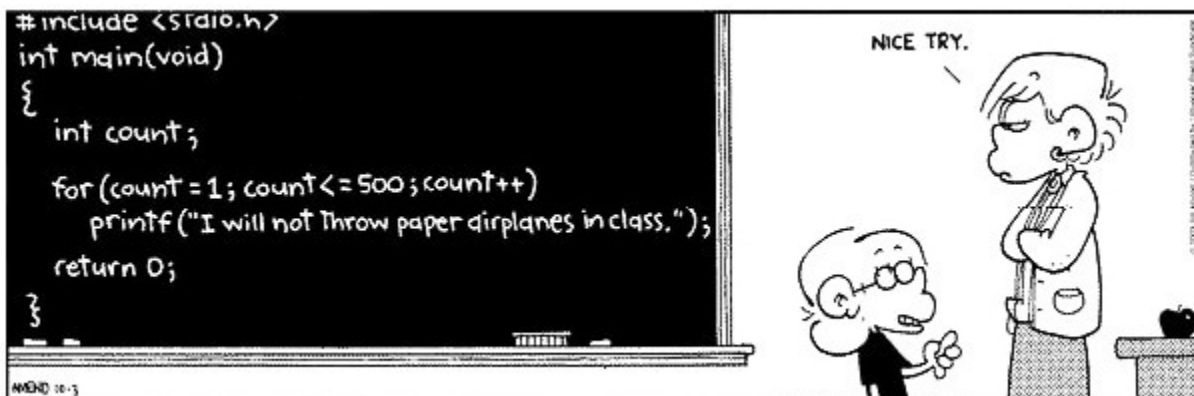 #include <stdio.h>
int main(void)
{
int count;
for (count = 1; count <= 500; count++)
printf("I will not throw paper airplanes in class.");
return 0;
}
AMEND 10-3
NICE TRY.